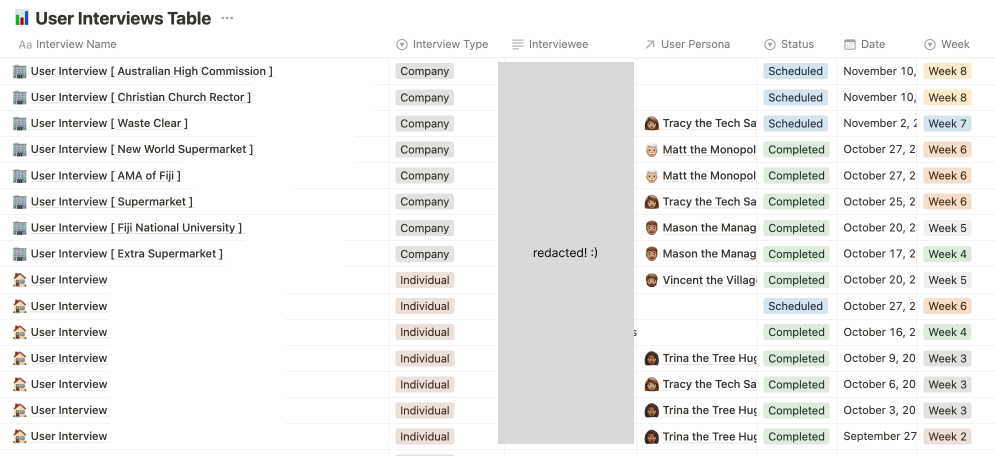 User Interviews Table ...
Aa Interview Name Interview Type Interviewee User Persona Status Date Week
User Interview [ Australian High Commission ] Company Scheduled November 10, Week 8
User Interview [ Christian Church Rector ] Company Scheduled November 10, Week 8
User Interview [ Waste Clear ] Company Tracy the Tech Sa Scheduled November 2, 2 Week 7
User Interview [ New World Supermarket ] Company Matt the Monopol Completed October 27, 2 Week 6
User Interview [ AMA of Fiji ] Company Matt the Monopol Completed October 27, 2 Week 6
User Interview [ Supermarket ] Company Tracy the Tech Sa Completed October 25, 2 Week 6
User Interview [ Fiji National University ] Company Mason the Manag Completed October 20, 2 Week 5
User Interview [ Extra Supermarket ] Company redacted! :) Mason the Manag Completed October 17, 2 Week 4
User Interview Individual Vincent the Villag Completed October 20, 2 Week 5
User Interview Individual Scheduled October 27, 2 Week 6
User Interview Individual s Completed October 16, 2 Week 4
User Interview Individual Trina the Tree Hug Completed October 9, 20 Week 3
User Interview Individual Tracy the Tech Sa Completed October 6, 20 Week 3
User Interview Individual Trina the Tree Hug Completed October 3, 20 Week 3
User Interview Individual Trina the Tree Hug Completed September 27 Week 2